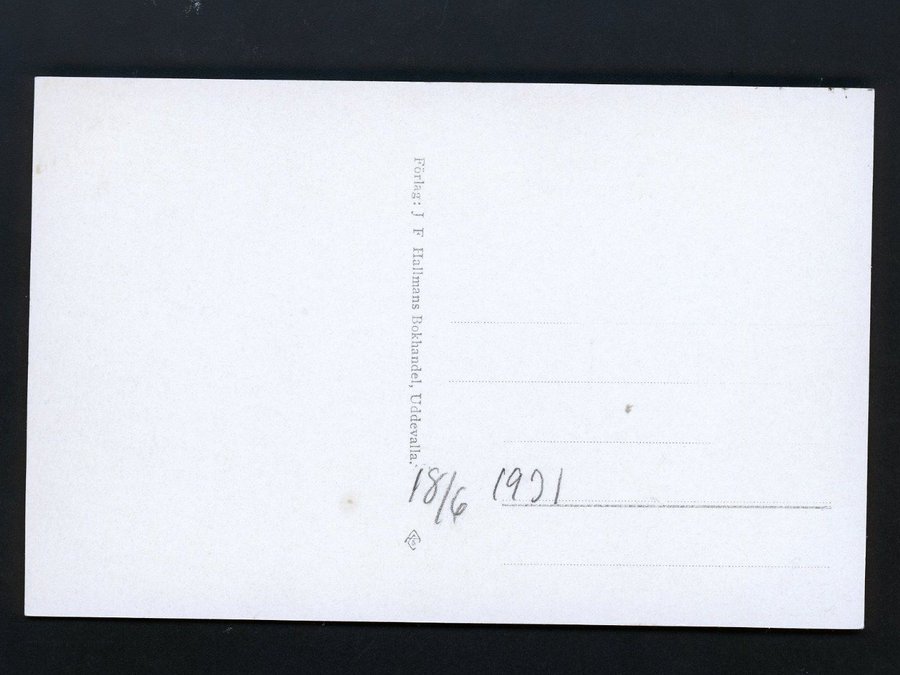 Förlag: J F Hallmans Bokhandel, Uddevalla.
18/6 1931